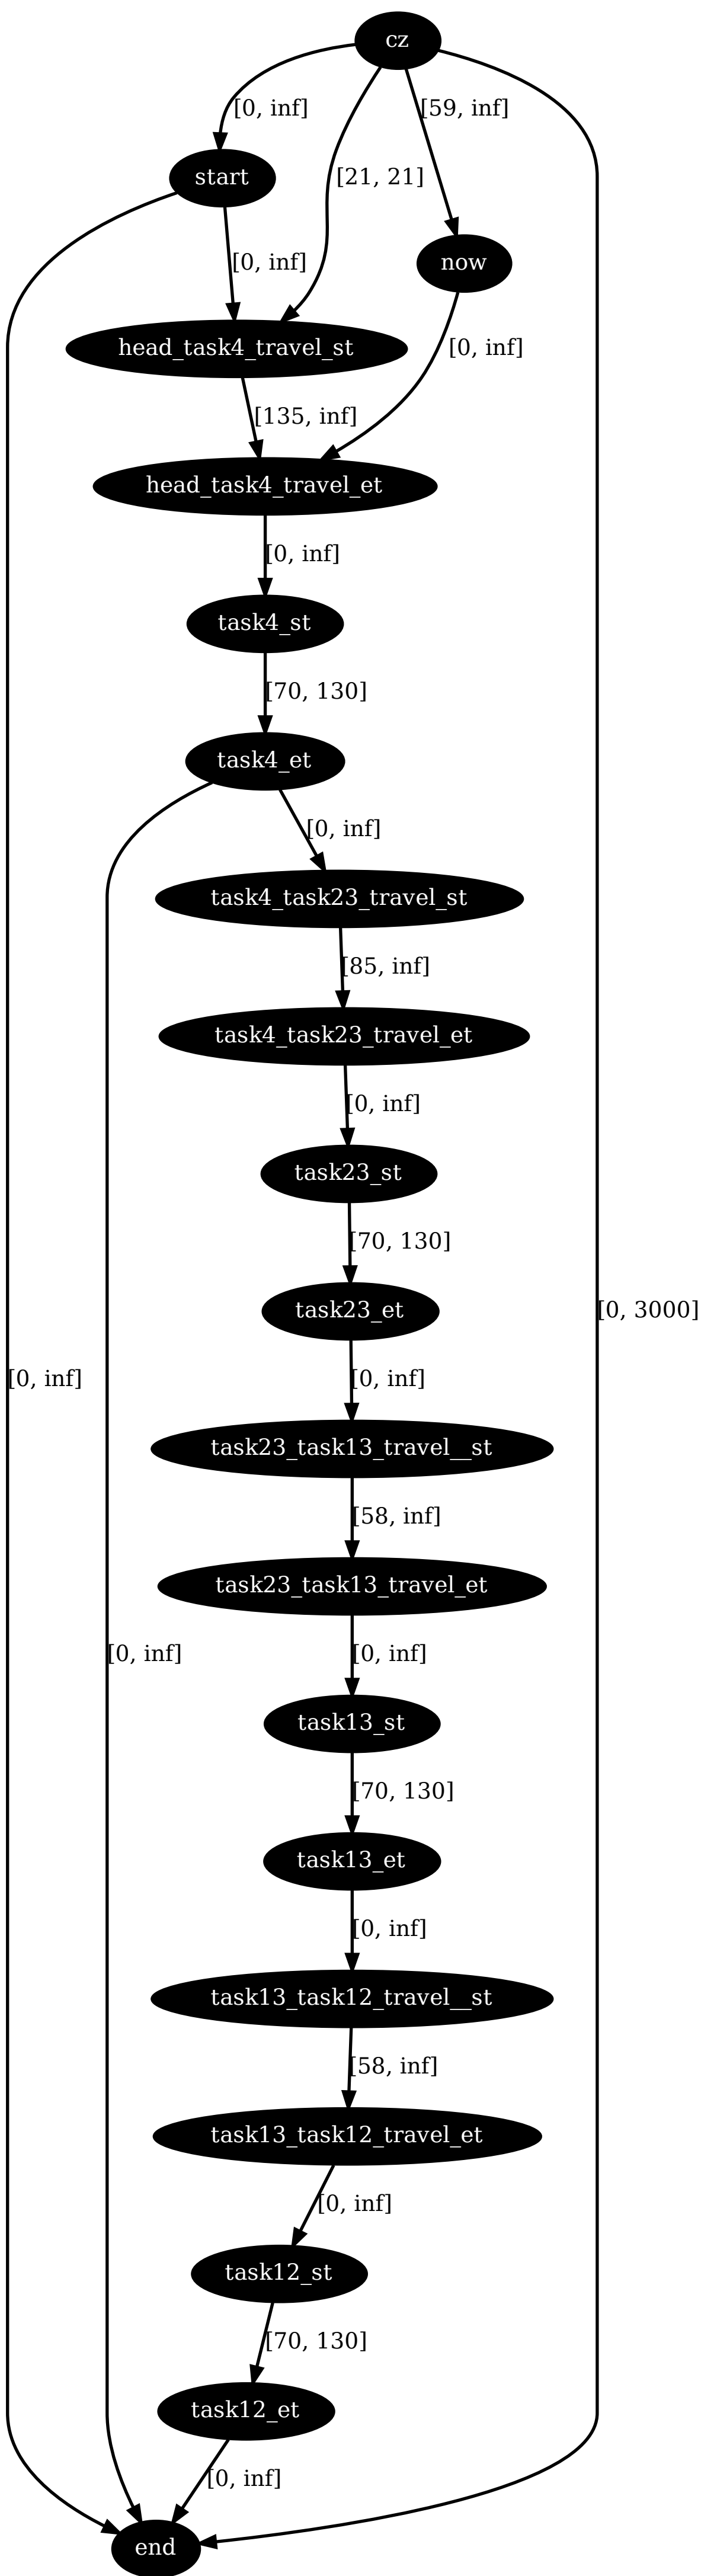 cz
[0, inf]
[59, inf]
start
[21, 21]
[0, inf]
now
head_task4_travel_st
[0, inf]
[135, inf]
head_task4_travel_et
[0, inf]
task4_st
[70, 130]
task4_et
[0, inf]
task4_task23_travel_st
[85, inf]
task4_task23_travel_et
[0, inf]
task23_st
[70, 130]
task23_et
[0, 3000]
[0, inf]
[0, inf]
task23_task13_travel__st
[58, inf]
task23_task13_travel_et
[0, inf]
[0, inf]
task13_st
[70, 130]
task13_et
[0, inf]
task13_task12_travel__st
[58, inf]
task13_task12_travel_et
[0, inf]
task12_st
[70, 130]
task12_et
[0, inf]
end